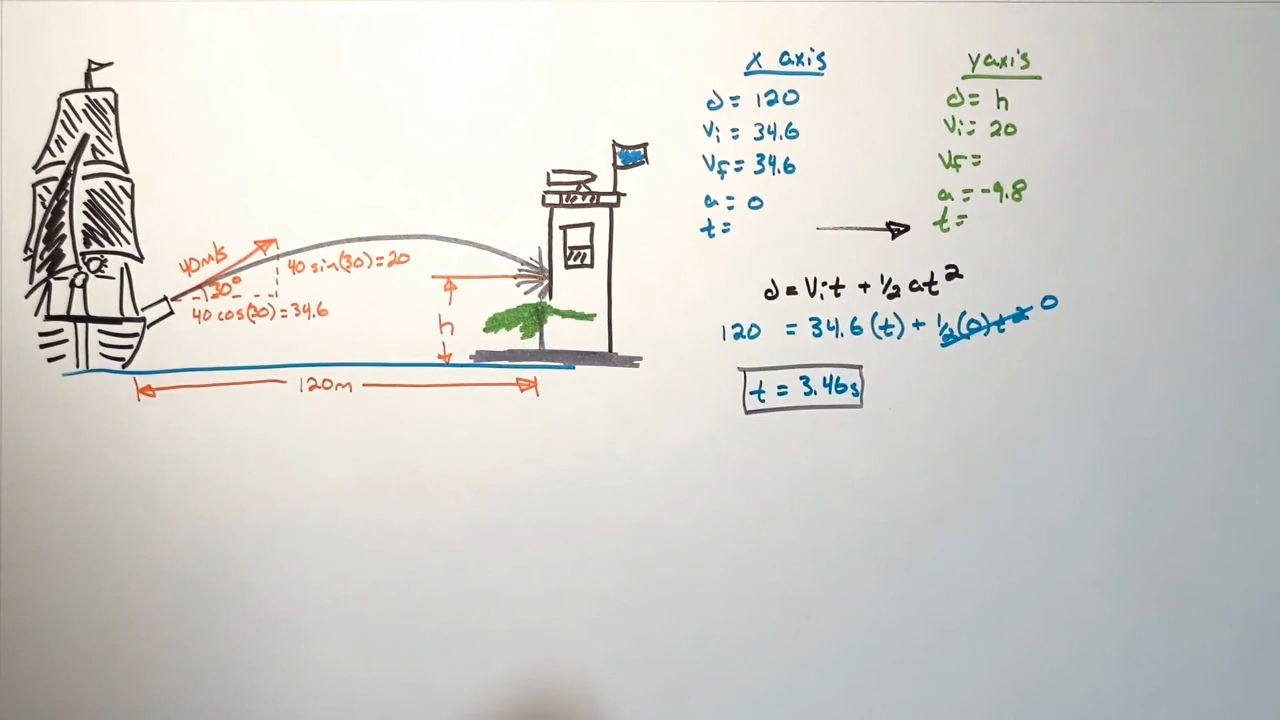 x axis
d = 120
Vi = 34.6
Vf = 34.6
a = 0
t =
y axis
d = h
Vi = 20
Vf =
a = -9.8
t =
40m/s
30°
40 sin(30) = 20
40 cos(30) = 34.6
h
120m
d = Vit + 1/2 at²
120 = 34.6(t) + 1/2(0)t² 0
t = 3.46s